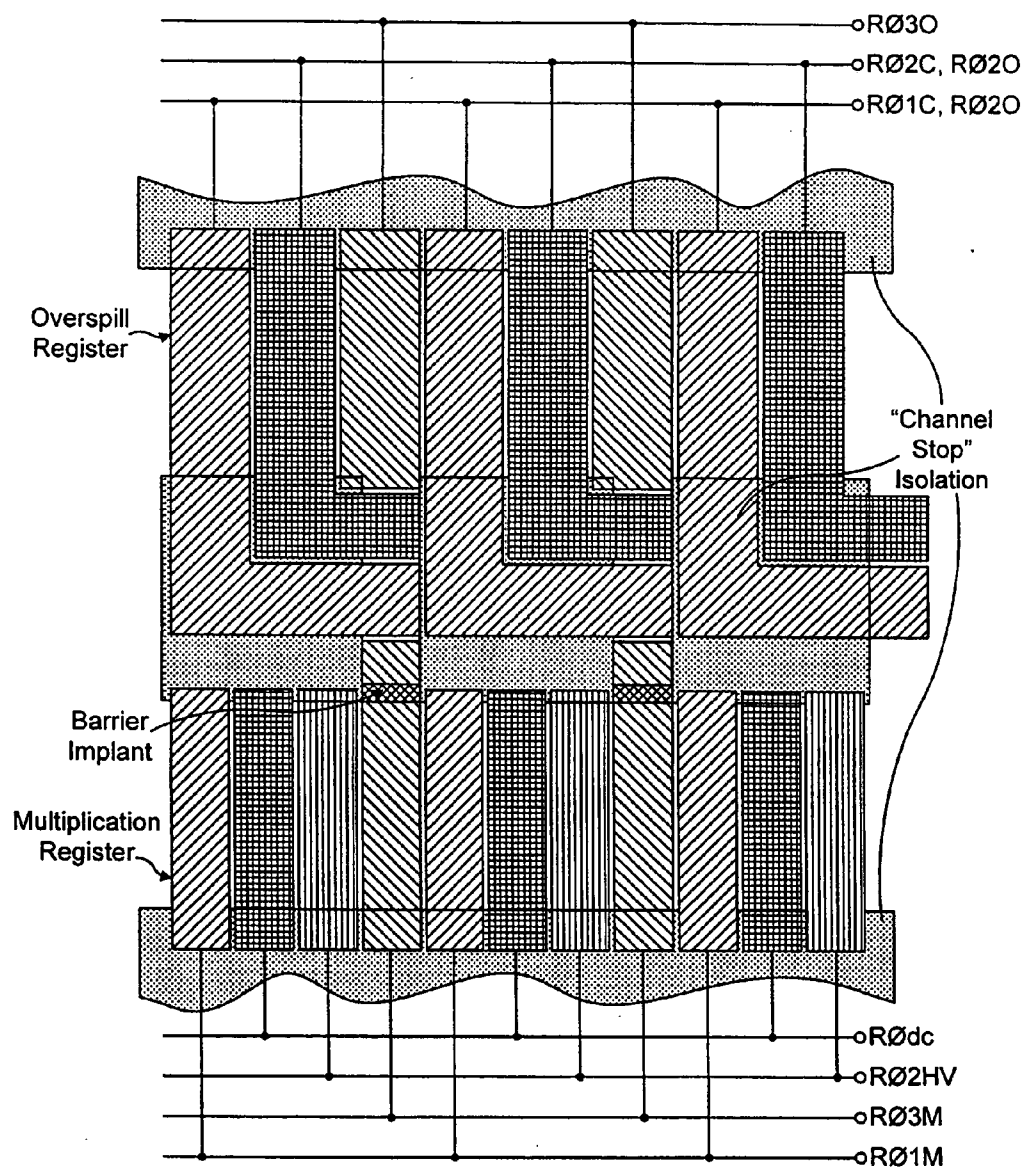 RØ3O
RØ2C, RØ2O
RØ1C, RØ2O
Overspill
Register
"Channel
Stop"
Isolation
Barrier
Implant
Multiplication
Register
RØdc
RØ2HV
RØ3M
RØ1M